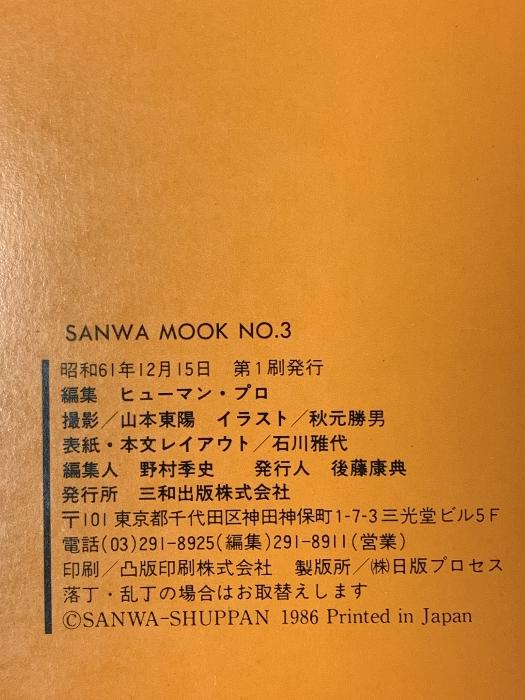 SANWA MOOK NO.3
昭和61年12月15日　第1刷発行
編集　ヒューマン・プロ
撮影／山本東陽　イラスト／秋元勝男
表紙・本文レイアウト／石川雅代
編集人　野村季史　　発行人　後藤康典
発行所　三和出版株式会社
〒101 東京都千代田区神田神保町1-7-3三光堂ビル5F
電話(03)291-8925(編集)291-8911(営業)
印刷／凸版印刷株式会社　製版所／㈱日版プロセス
落丁・乱丁の場合はお取替えします
©SANWA-SHUPPAN 1986 Printed in Japan